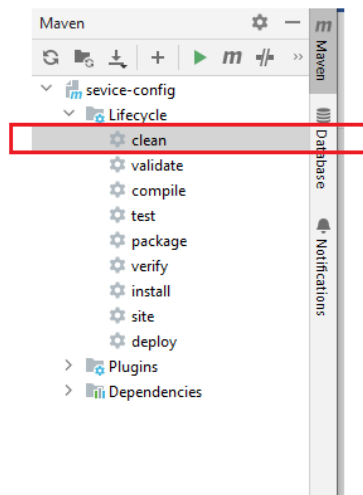 Maven
m
sevice-config
Lifecycle
clean
validate
compile
test
package
verify
install
site
deploy
Plugins
Dependencies
m
Maven
Database
Notifications